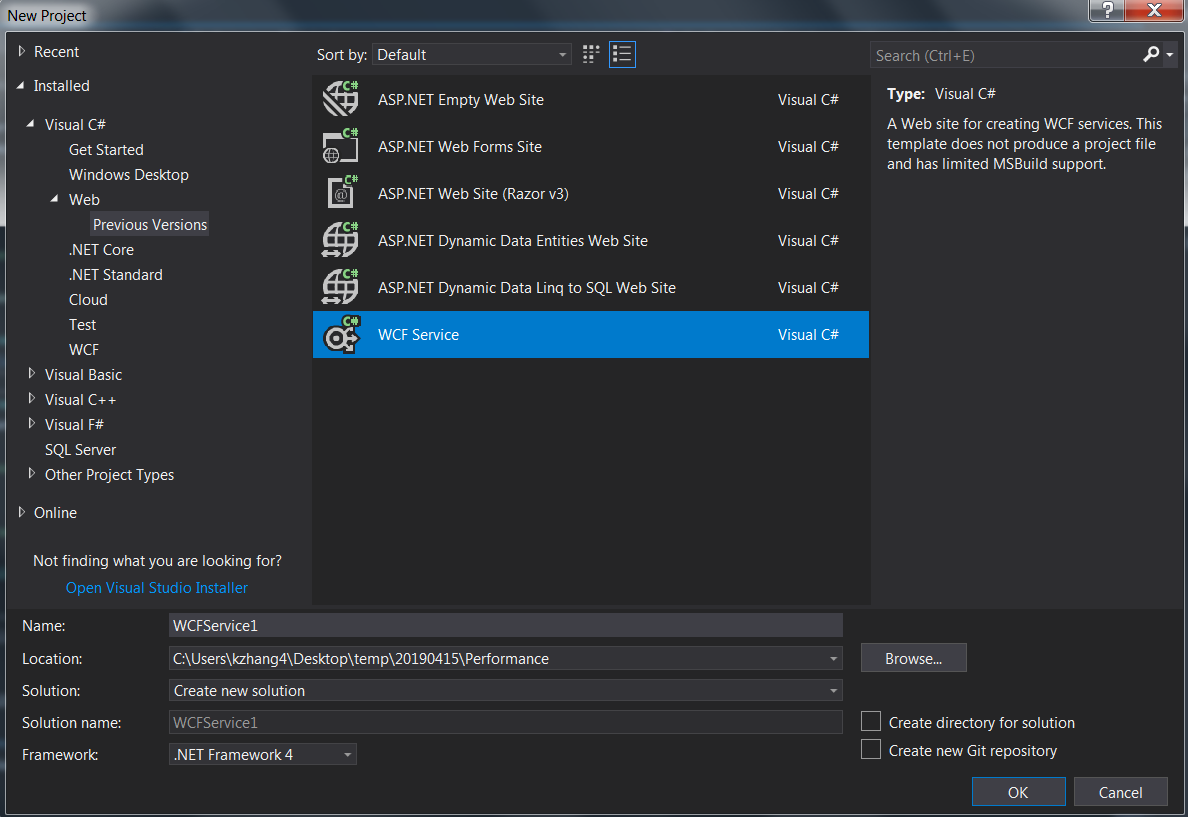 New Project
?
X
Recent
Installed
Visual C#
Get Started
Windows Desktop
Web
Previous Versions
.NET Core
.NET Standard
Cloud
Test
WCF
Visual Basic
Visual C++
Visual F#
SQL Server
Other Project Types
Online
Not finding what you are looking for?
Open Visual Studio Installer
Sort by: Default
C# ASP.NET Empty Web Site Visual C#
C# ASP.NET Web Forms Site Visual C#
C# @ ASP.NET Web Site (Razor v3) Visual C#
C# ASP.NET Dynamic Data Entities Web Site Visual C#
C# ASP.NET Dynamic Data Linq to SQL Web Site Visual C#
C# WCF Service Visual C#
Search (Ctrl+E)
Type: Visual C#
A Web site for creating WCF services. This
template does not produce a project file
and has limited MSBuild support.
Name: WCFService1
Location: C:\Users\kzhang4\Desktop\temp\20190415\Performance Browse...
Solution: Create new solution
Solution name: WCFService1 Create directory for solution
Framework: .NET Framework 4 Create new Git repository
OK Cancel